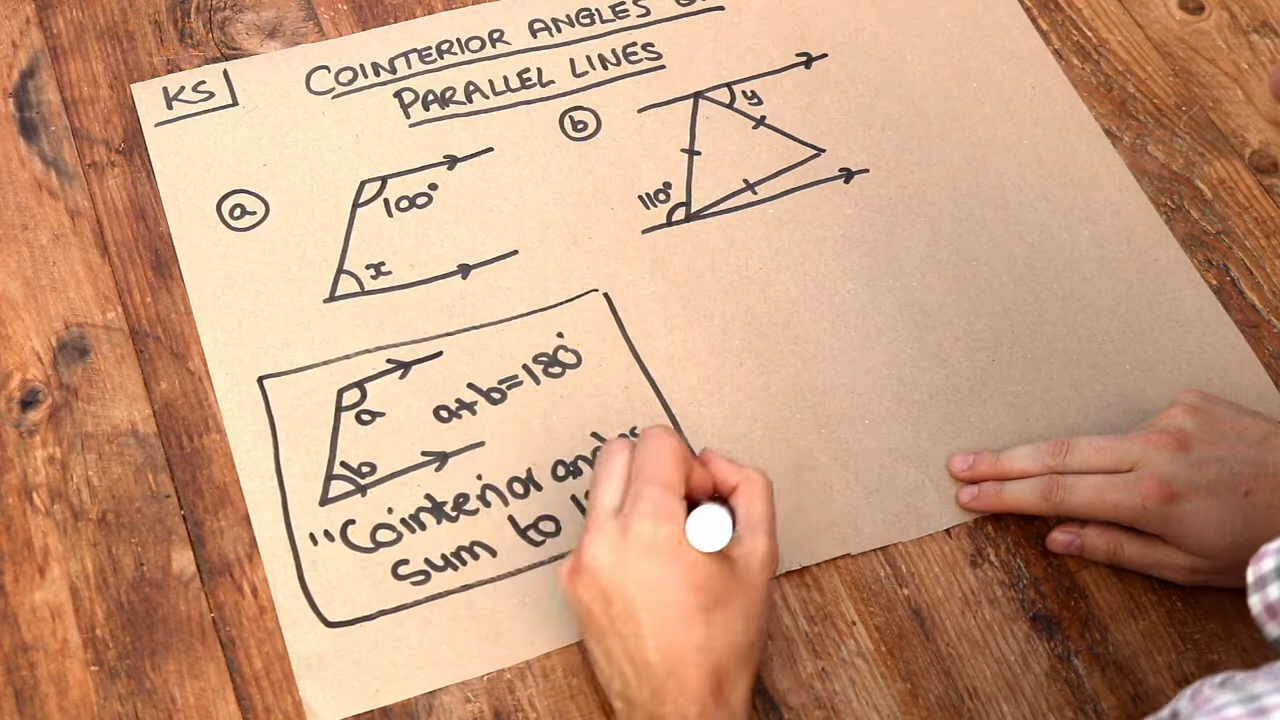 KS
COINTERIOR ANGLES
PARALLEL LINES
a
100°
x
b
y
110°
a
b
a+b=180°
"Cointerior
sum to